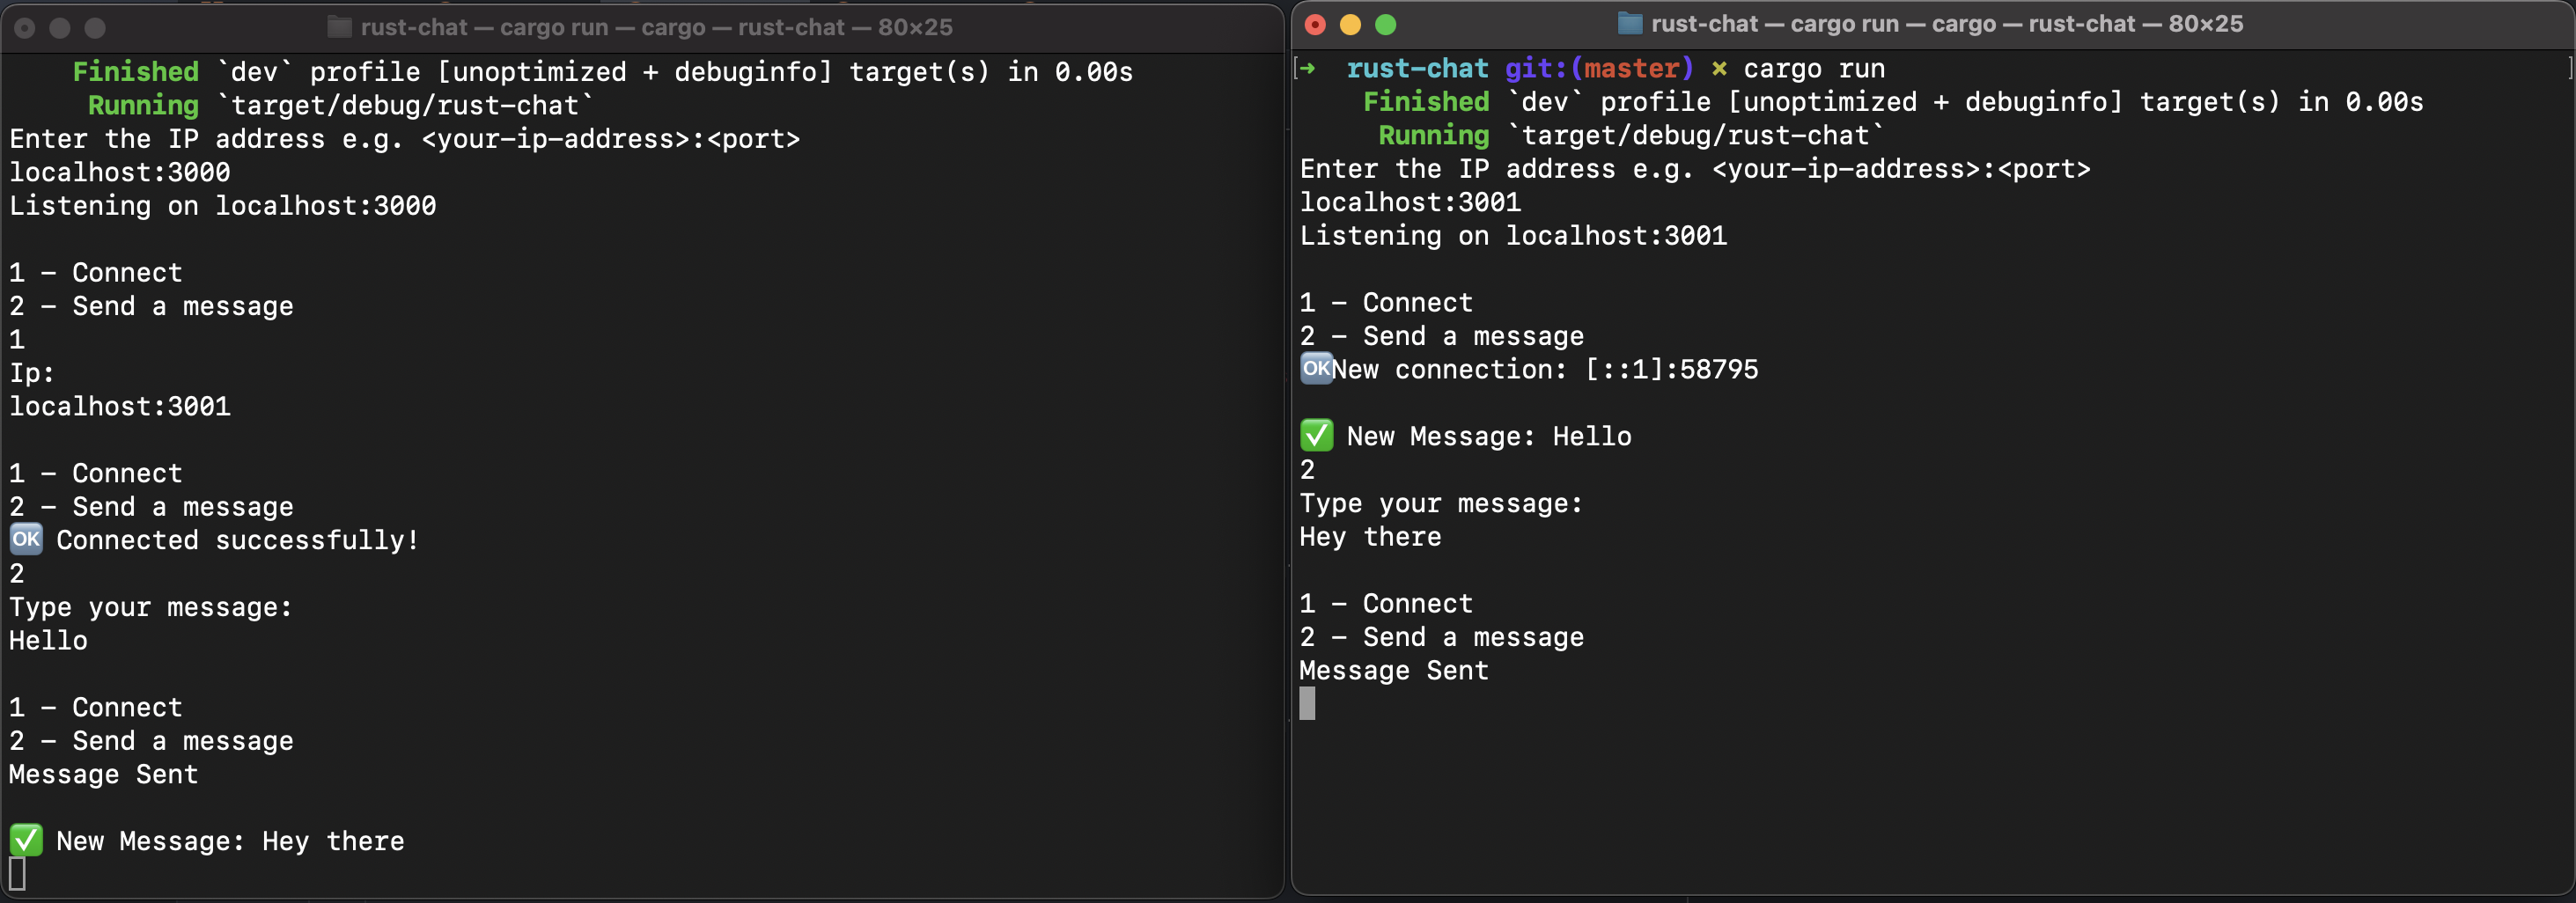 rust-chat — cargo run — cargo — rust-chat — 80×25
    Finished `dev` profile [unoptimized + debuginfo] target(s) in 0.00s
     Running `target/debug/rust-chat`
Enter the IP address e.g. <your-ip-address>:<port>
localhost:3000
Listening on localhost:3000

1 - Connect
2 - Send a message
1
Ip:
localhost:3001

1 - Connect
2 - Send a message
🆗 Connected successfully!
2
Type your message:
Hello

1 - Connect
2 - Send a message
Message Sent

✅ New Message: Hey there

rust-chat — cargo run — cargo — rust-chat — 80×25
[➜  rust-chat git:(master) ✗ cargo run ]
    Finished `dev` profile [unoptimized + debuginfo] target(s) in 0.00s
     Running `target/debug/rust-chat`
Enter the IP address e.g. <your-ip-address>:<port>
localhost:3001
Listening on localhost:3001

1 - Connect
2 - Send a message
🆗New connection: [::1]:58795

✅ New Message: Hello
2
Type your message:
Hey there

1 - Connect
2 - Send a message
Message Sent